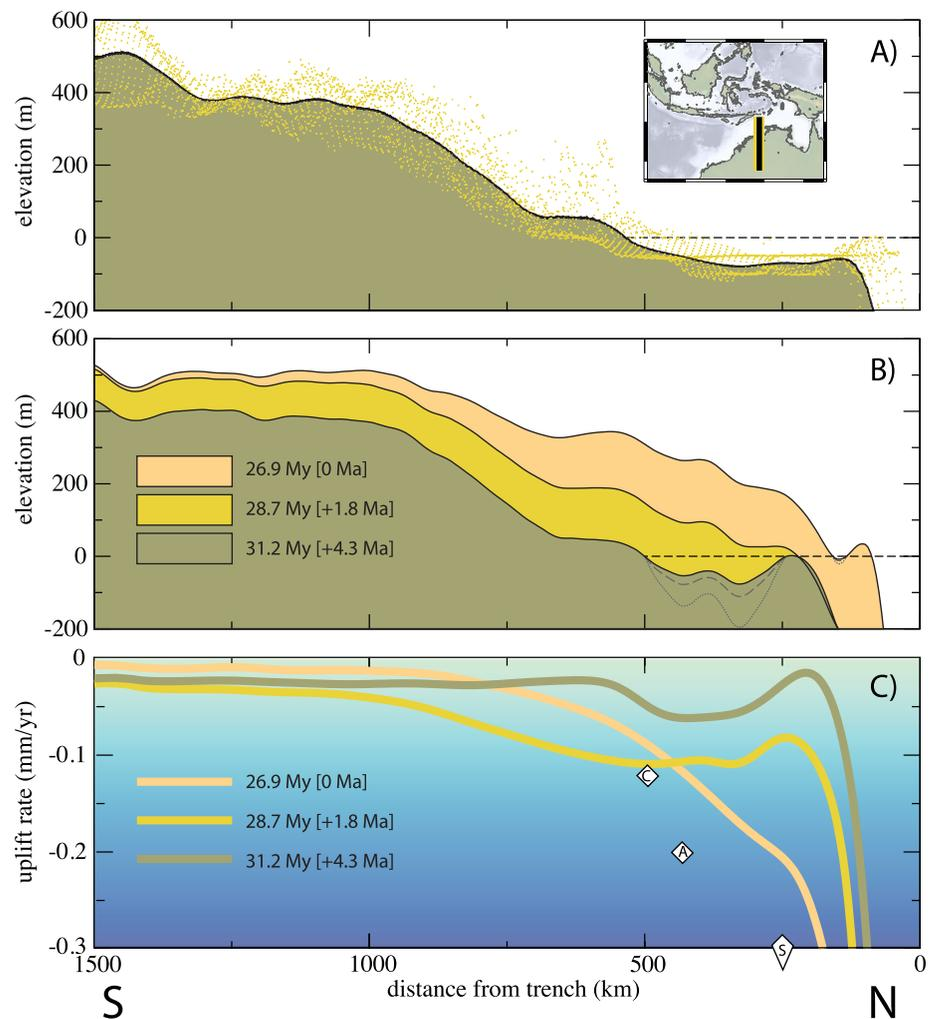 600
400
200
0
-200
elevation (m)
A)
600
400
200
0
-200
elevation (m)
B)
26.9 My [0 Ma]
28.7 My [+1.8 Ma]
31.2 My [+4.3 Ma]
0
-0.1
-0.2
-0.3
uplift rate (mm/yr)
C)
26.9 My [0 Ma]
28.7 My [+1.8 Ma]
31.2 My [+4.3 Ma]
C
A
S
1500
1000
500
0
distance from trench (km)
S
N